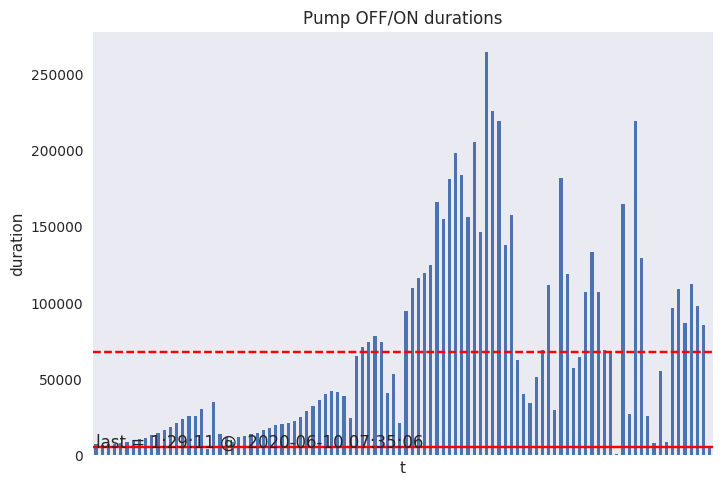 Pump OFF/ON durations
duration
250000
200000
150000
100000
50000
0
last = 1:29:11 @ 2020-06-10 07:35:06
t